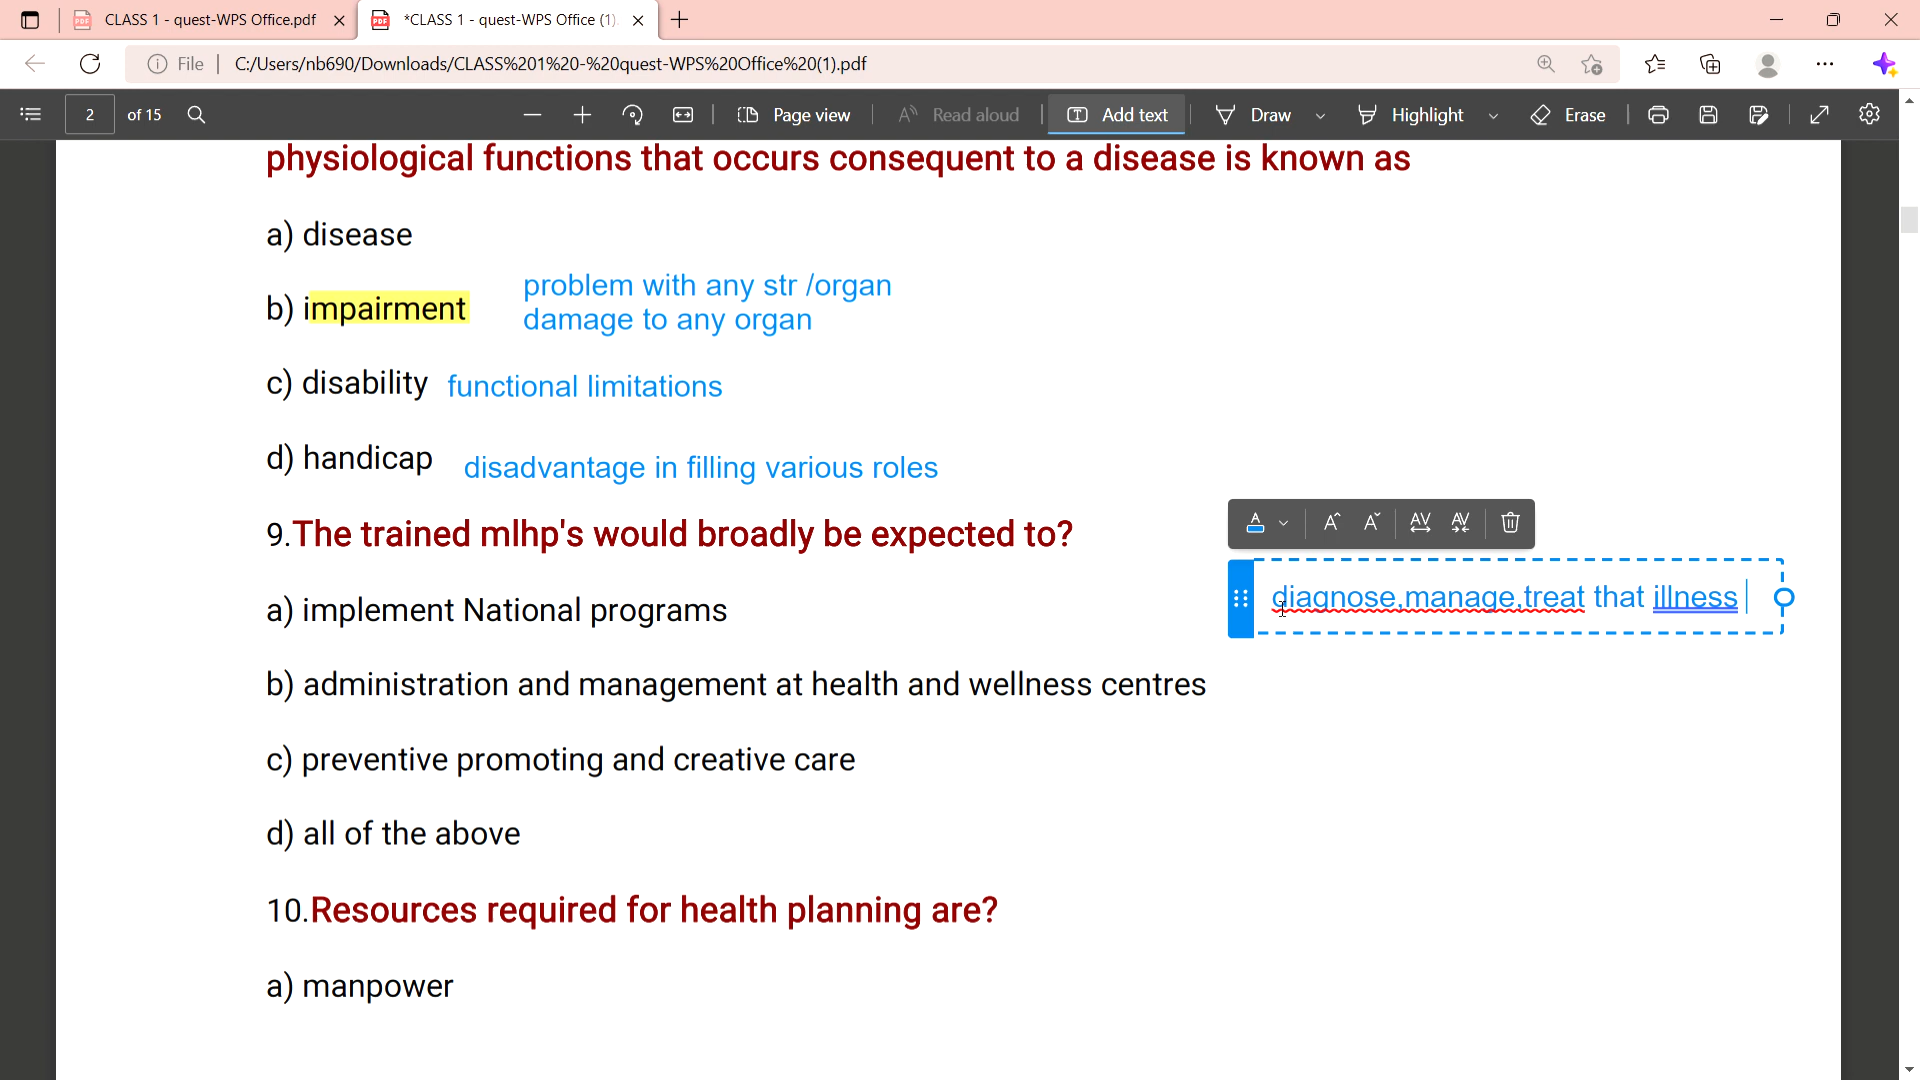 CLASS 1 - quest-WPS Office.pdf
*CLASS 1 - quest-WPS Office (1).
File
C:/Users/nb690/Downloads/CLASS%201%20-%20quest-WPS%20Office%20(1).pdf
2 of 15
Page view
Read aloud
Add text
Draw
Highlight
Erase
physiological functions that occurs consequent to a disease is known as
a) disease
b) impairment
problem with any str /organ
damage to any organ
c) disability functional limitations
d) handicap disadvantage in filling various roles
9.The trained mlhp's would broadly be expected to?
diagnose,manage,treat that illness
a) implement National programs
b) administration and management at health and wellness centres
c) preventive promoting and creative care
d) all of the above
10.Resources required for health planning are?
a) manpower